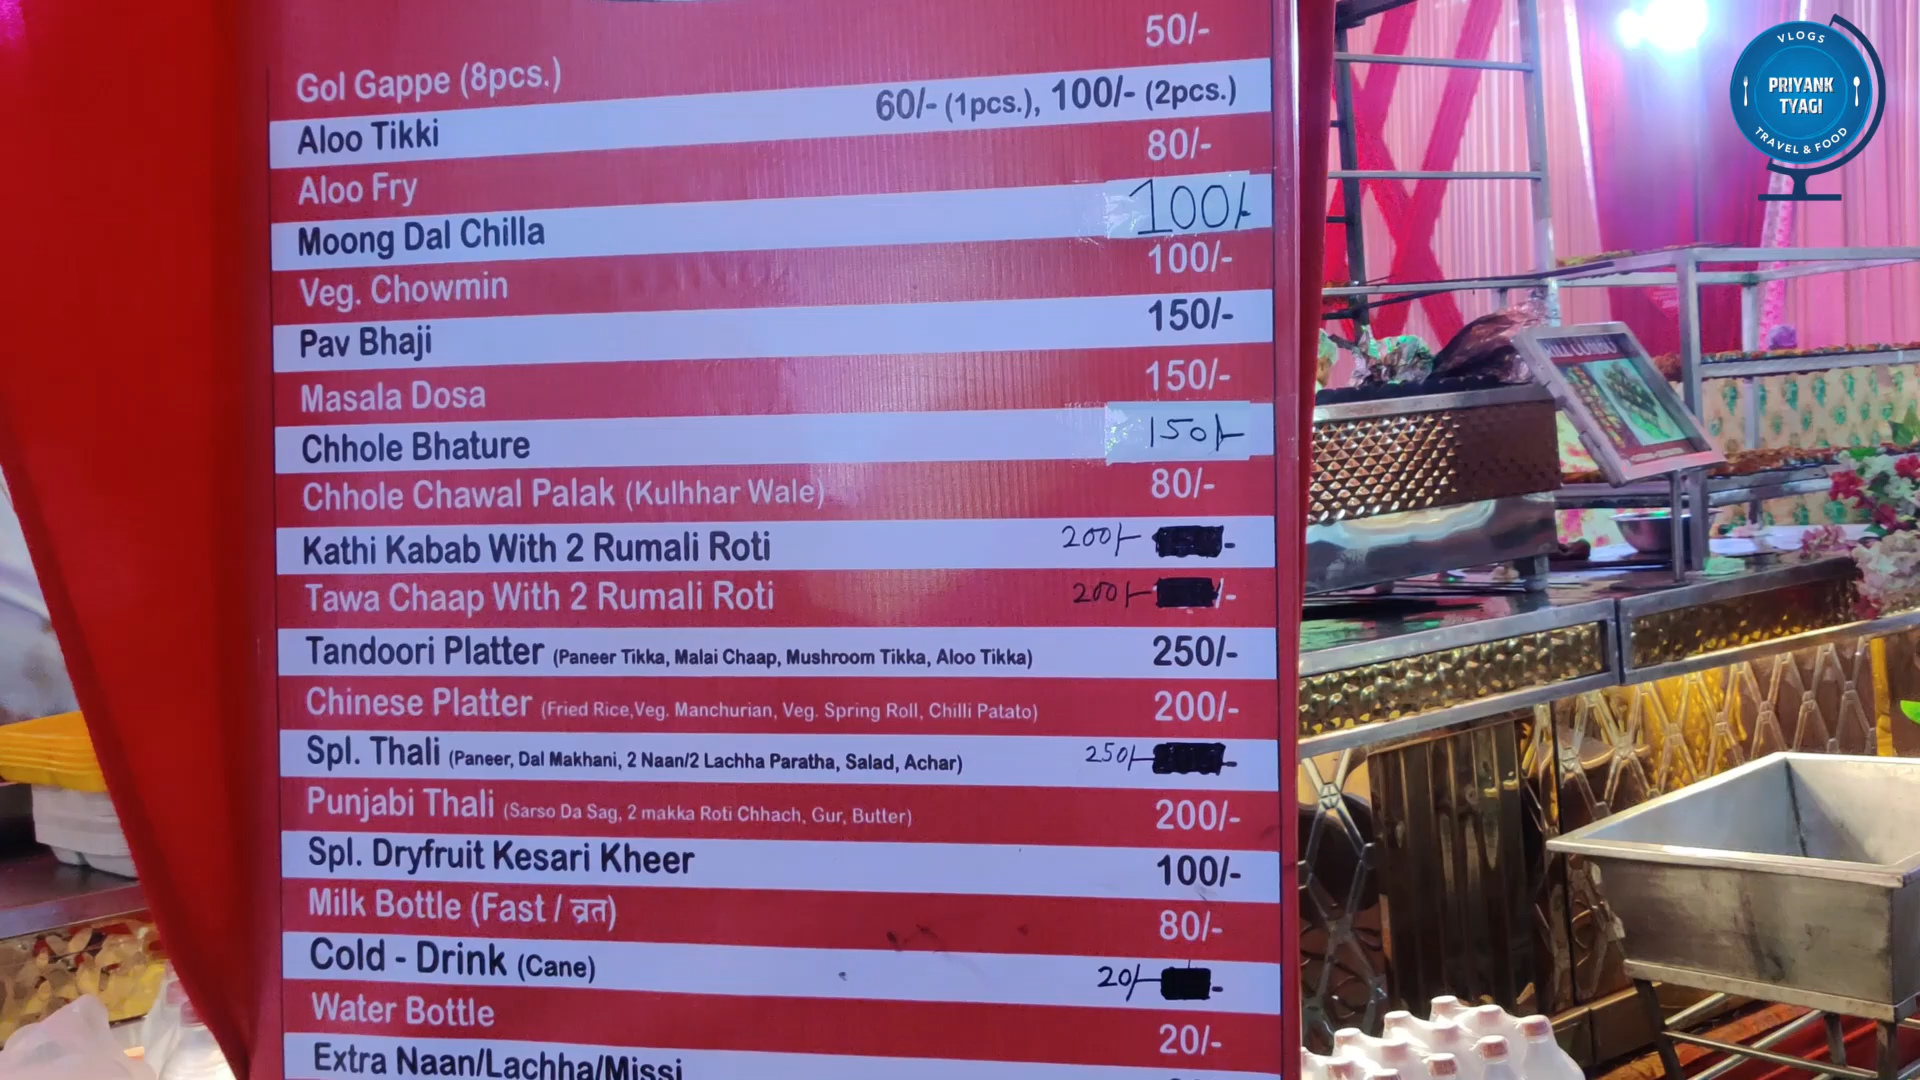 50/-
Gol Gappe (8pcs.)
Aloo Tikki 60/- (1pcs.), 100/- (2pcs.)
Aloo Fry 80/-
Moong Dal Chilla 100/-
Veg. Chowmin 100/-
Pav Bhaji 150/-
Masala Dosa 150/-
Chhole Bhature 150/-
Chhole Chawal Palak (Kulhhar Wale) 80/-
Kathi Kabab With 2 Rumali Roti 200/-
Tawa Chaap With 2 Rumali Roti 200/-
Tandoori Platter (Paneer Tikka, Malai Chaap, Mushroom Tikka, Aloo Tikka) 250/-
Chinese Platter (Fried Rice,Veg. Manchurian, Veg. Spring Roll, Chilli Patato) 200/-
Spl. Thali (Paneer, Dal Makhani, 2 Naan/2 Lachha Paratha, Salad, Achar) 250/-
Punjabi Thali (Sarso Da Sag, 2 makka Roti Chhach, Gur, Butter) 200/-
Spl. Dryfruit Kesari Kheer 100/-
Milk Bottle (Fast / व्रत) 80/-
Cold - Drink (Cane) 20/-
Water Bottle 20/-
Extra Naan/Lachha/Missi
VLOGS
PRIYANK
TYAGI
TRAVEL & FOOD